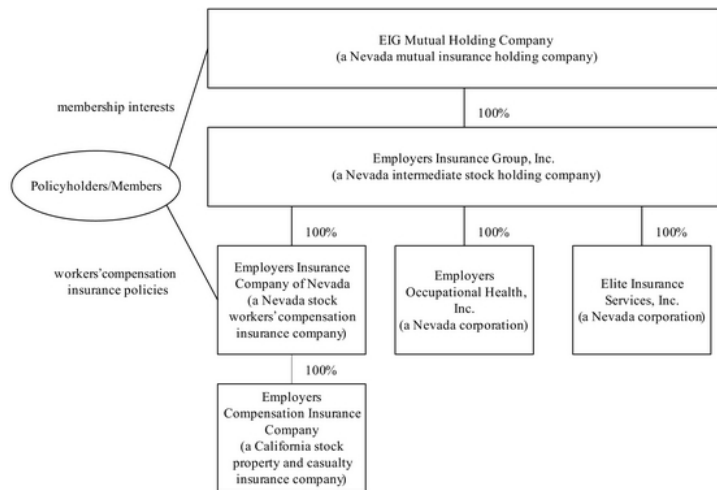 EIG Mutual Holding Company
(a Nevada mutual insurance holding company)
membership interests
100%
Employers Insurance Group, Inc.
(a Nevada intermediate stock holding company)
Policyholders/Members
100%
100%
100%
workers'compensation
insurance policies
Employers Insurance
Company of Nevada
(a Nevada stock
workers'compensation
insurance company)
Employers
Occupational Health,
Inc.
(a Nevada corporation)
Elite Insurance
Services, Inc.
(a Nevada corporation)
100%
Employers
Compensation Insurance
Company
(a California stock
property and casualty
insurance company)